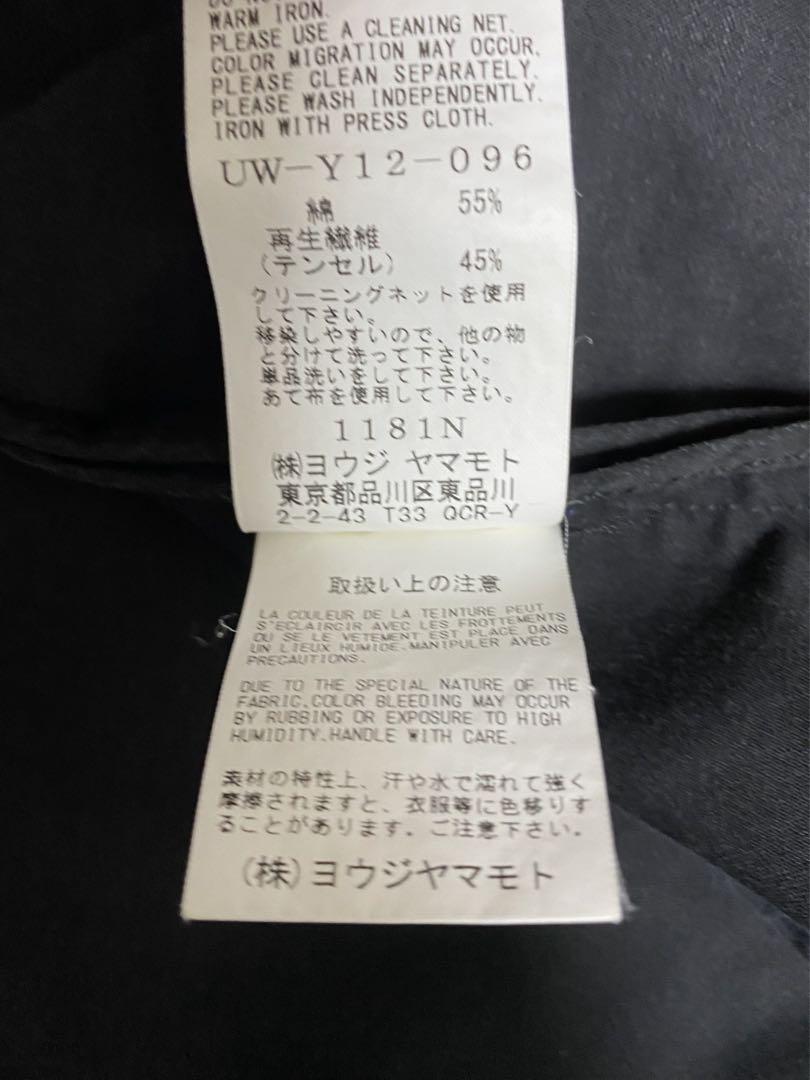 WARM IRON.
PLEASE USE A CLEANING NET.
COLOR MIGRATION MAY OCCUR.
PLEASE CLEAN SEPARATELY.
PLEASE WASH INDEPENDENTLY.
IRON WITH PRESS CLOTH.
UW-Y12-096
綿 55%
再生繊維
(テンセル) 45%
クリーニングネットを使用
して下さい。
移染しやすいので、他の物
と分けて洗って下さい。
単品洗いをして下さい。
あて布を使用して下さい。
1181N
㈱ヨウジ ヤマモト
東京都品川区東品川
2-2-43 T33 QCR-Y
取扱い上の注意
LA COULEUR DE LA TEINTURE PEUT
S'ECLAIRCIR AVEC LES FROTTEMENTS
OU SE LE VETEMENT EST PLACE DANS
UN LIEUX HUMIDE.MANIPULER AVEC
PRECAUTIONS.
DUE TO THE SPECIAL NATURE OF THE
FABRIC,COLOR BLEEDING MAY OCCUR
BY RUBBING OR EXPOSURE TO HIGH
HUMIDITY.HANDLE WITH CARE.
素材の特性上、汗や水で濡れて強く
摩擦されますと、衣服等に色移りす
ることがあります。ご注意下さい。
(株)ヨウジヤマモト